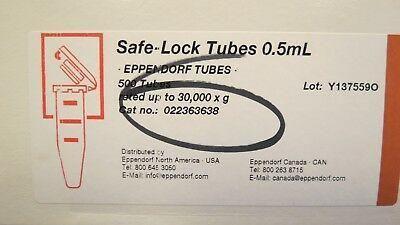 Safe-Lock Tubes 0.5mL
· EPPENDORF TUBES ·
500 Tubes
Lot: Y137559O
tested up to 30,000 x g
Cat no.: 022363638
Distributed by
Eppendorf North America · USA
Tel: 800 645 3050
E-Mail: info@eppendorf.com
Eppendorf Canada · CAN
Tel: 800 263 8715
E-Mail: canada@eppendorf.com